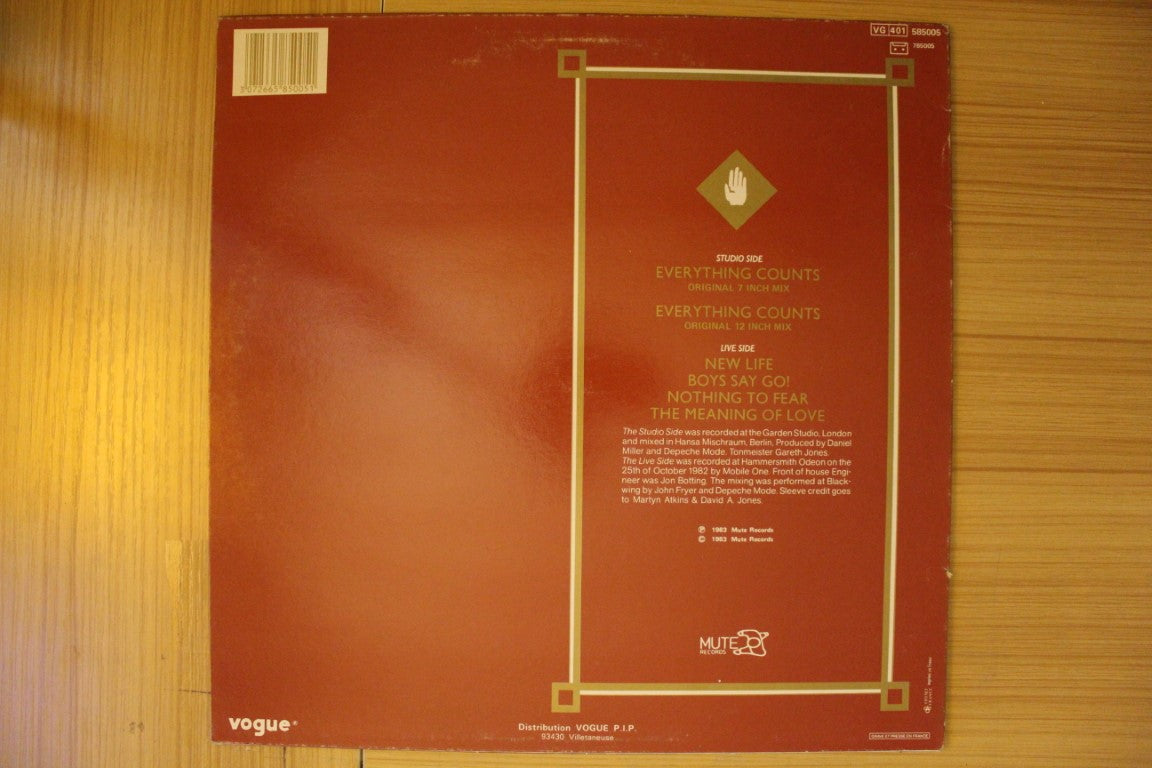 3072665850051
VG 401 585005
785005
STUDIO SIDE
EVERYTHING COUNTS
ORIGINAL 7 INCH MIX
EVERYTHING COUNTS
ORIGINAL 12 INCH MIX
LIVE SIDE
NEW LIFE
BOYS SAY GO!
NOTHING TO FEAR
THE MEANING OF LOVE
The Studio Side was recorded at the Garden Studio, London
and mixed in Hansa Mischraum, Berlin, Produced by Daniel
Miller and Depeche Mode. Tonmeister Gareth Jones.
The Live Side was recorded at Hammersmith Odeon on the
25th of October 1982 by Mobile One. Front of house Engi-
neer was Jon Botting. The mixing was performed at Black-
wing by John Fryer and Depeche Mode. Sleeve credit goes
to Martyn Atkins & David A. Jones.
℗ 1983 Mute Records
© 1983 Mute Records
MUTE
RECORDS
vogue
Distribution VOGUE P.I.P.
93430 Villetaneuse
GRAVÉ ET PRESSÉ EN FRANCE